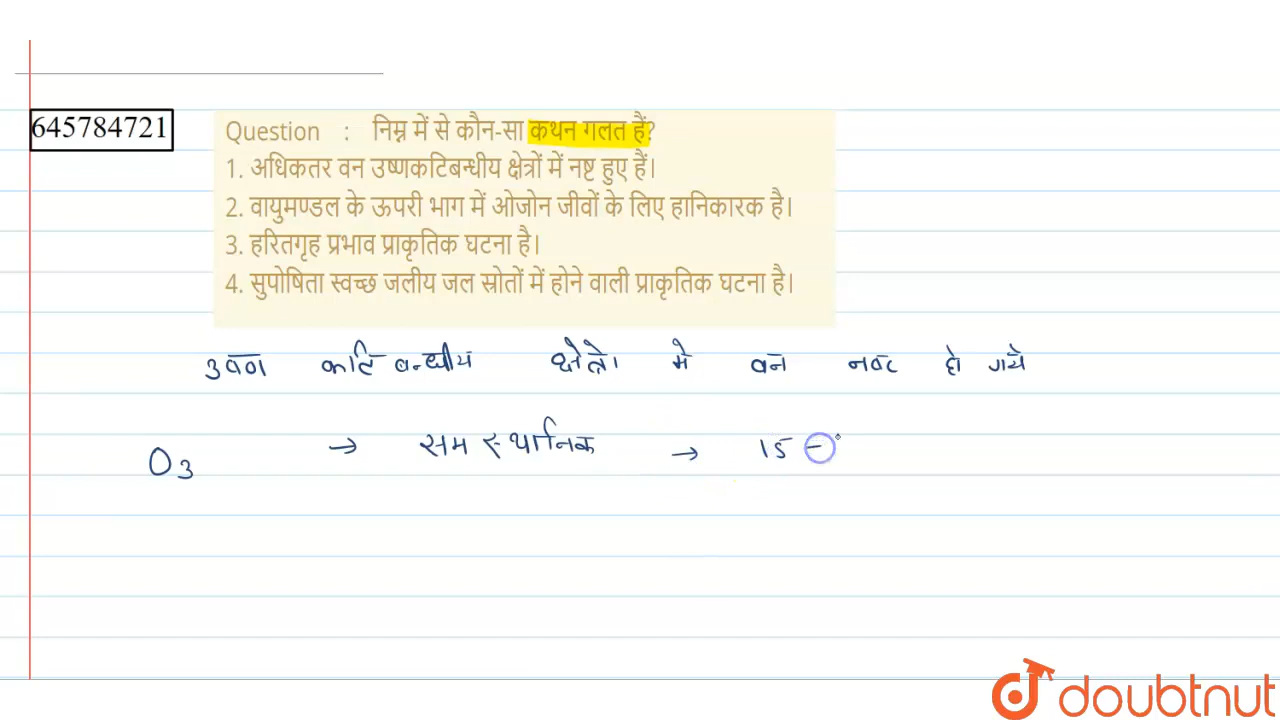 645784721
Question : निम्न में से कौन-सा कथन गलत हैं?
1. अधिकतर वन उष्णकटिबन्धीय क्षेत्रों में नष्ट हुए हैं।
2. वायुमण्डल के ऊपरी भाग में ओजोन जीवों के लिए हानिकारक है।
3. हरितगृह प्रभाव प्राकृतिक घटना है।
4. सुपोषिता स्वच्छ जलीय जल स्रोतों में होने वाली प्राकृतिक घटना है।
उष्ण कटि बन्धीय क्षेत्रो मे वन नष्ट हो गये
O3 → सम स्थानिक → 15 -
doubtnut